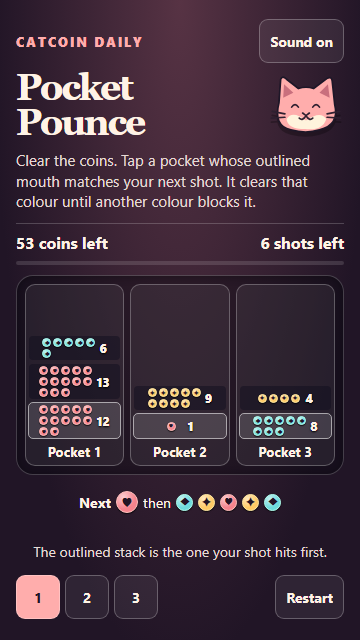 CATCOIN DAILY
Sound on
Pocket
Pounce
Clear the coins. Tap a pocket whose outlined
mouth matches your next shot. It clears that
colour until another colour blocks it.
53 coins left
6 shots left
6
13
12
Pocket 1
9
1
Pocket 2
4
8
Pocket 3
Next then
The outlined stack is the one your shot hits first.
1
2
3
Restart